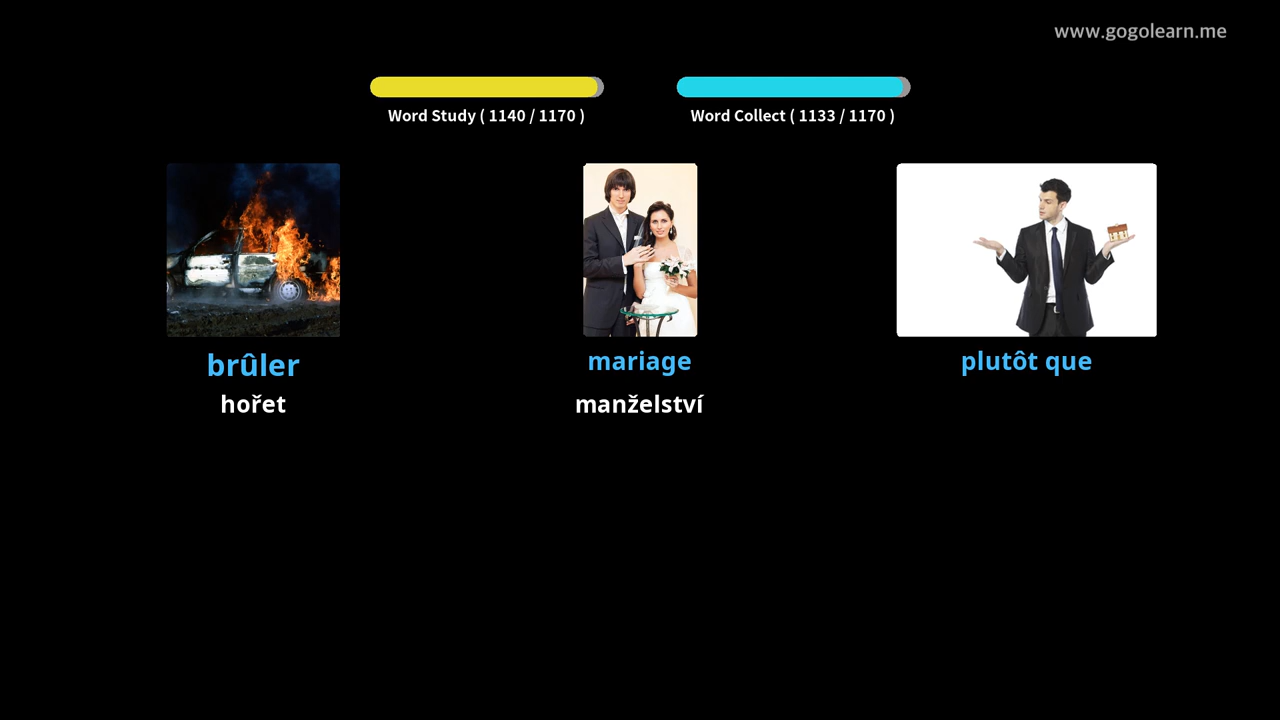 www.gogolearn.me
Word Study ( 1140 / 1170 )
Word Collect ( 1133 / 1170 )
brûler
hořet
mariage
manželství
plutôt que